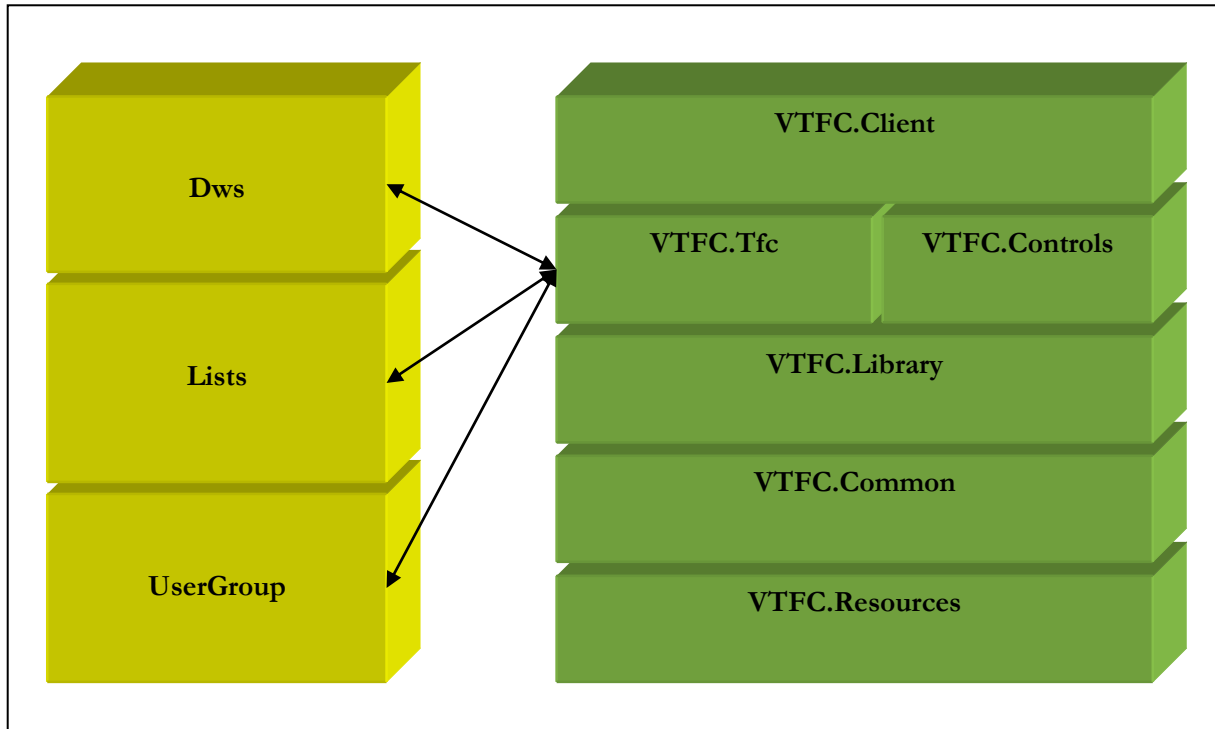 Dws
Lists
UserGroup
VTFC.Client
VTFC.Tfc
VTFC.Controls
VTFC.Library
VTFC.Common
VTFC.Resources